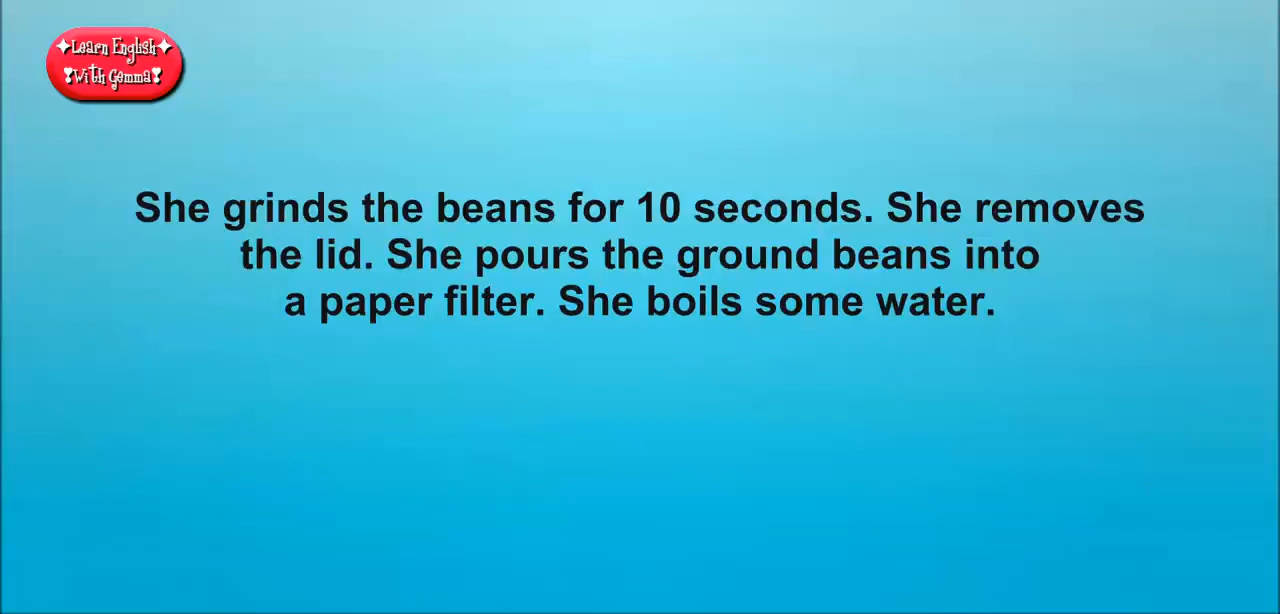 Learn English
With Gemma
She grinds the beans for 10 seconds. She removes
the lid. She pours the ground beans into
a paper filter. She boils some water.